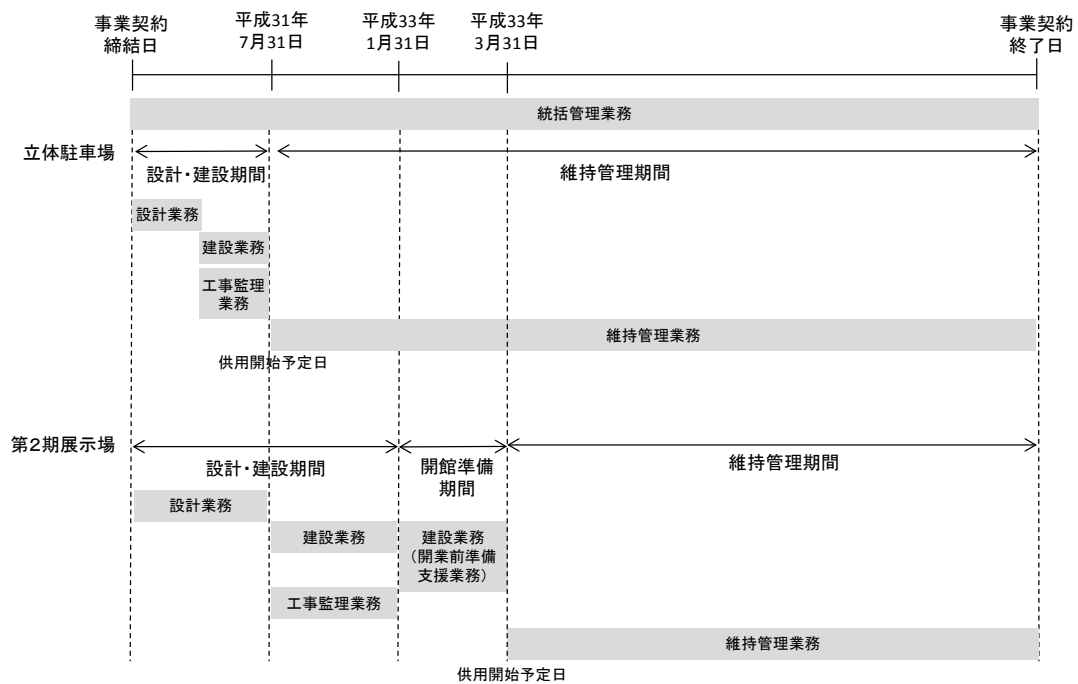 事業契約
締結日
平成31年
7月31日
平成33年
1月31日
平成33年
3月31日
事業契約
終了日
統括管理業務
立体駐車場
設計・建設期間
維持管理期間
設計業務
建設業務
工事監理
業務
維持管理業務
供用開始予定日
第2期展示場
設計・建設期間
開館準備
期間
維持管理期間
設計業務
建設業務
建設業務
（開業前準備
支援業務）
工事監理業務
維持管理業務
供用開始予定日